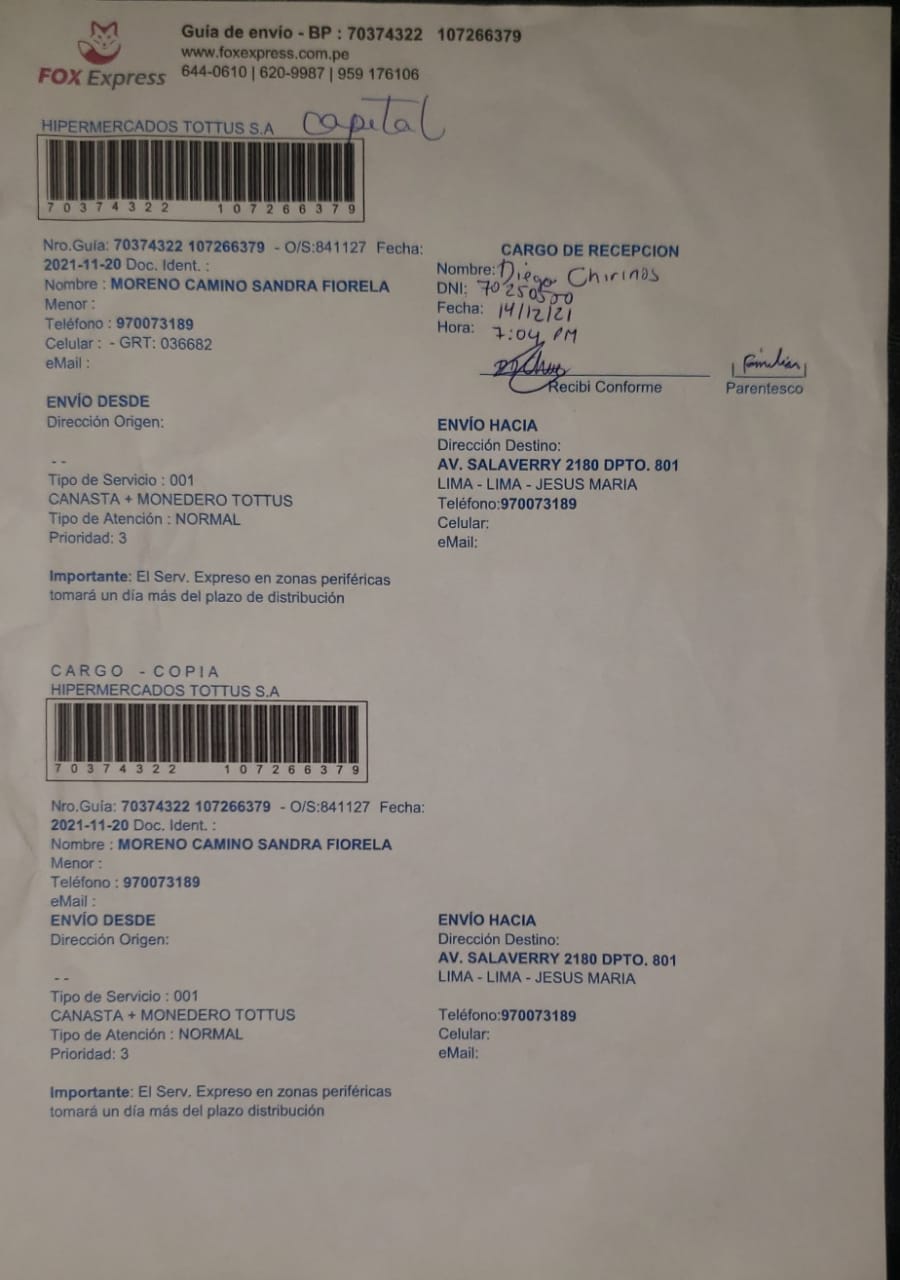 FOX Express
Guía de envío - BP : 70374322 107266379
www.foxexpress.com.pe
644-0610 | 620-9987 | 959 176106
HIPERMERCADOS TOTTUS S.A capital
70374322 107266379
Nro.Guía: 70374322 107266379 - O/S:841127 Fecha:
2021-11-20 Doc. Ident. :
Nombre : MORENO CAMINO SANDRA FIORELA
Menor :
Teléfono : 970073189
Celular : - GRT: 036682
eMail :
CARGO DE RECEPCION
Nombre: Diego Chirinos
DNI: 70250500
Fecha: 14/12/21
Hora: 7:04 PM
Recibi Conforme
Familiar
Parentesco
ENVÍO DESDE
Dirección Origen:
- -
Tipo de Servicio : 001
CANASTA + MONEDERO TOTTUS
Tipo de Atención : NORMAL
Prioridad: 3
ENVÍO HACIA
Dirección Destino:
AV. SALAVERRY 2180 DPTO. 801
LIMA - LIMA - JESUS MARIA
Teléfono:970073189
Celular:
eMail:
Importante: El Serv. Expreso en zonas periféricas
tomará un día más del plazo de distribución
CARGO - COPIA
HIPERMERCADOS TOTTUS S.A
70374322 107266379
Nro.Guía: 70374322 107266379 - O/S:841127 Fecha:
2021-11-20 Doc. Ident. :
Nombre : MORENO CAMINO SANDRA FIORELA
Menor :
Teléfono : 970073189
eMail :
ENVÍO DESDE
Dirección Origen:
- -
Tipo de Servicio : 001
CANASTA + MONEDERO TOTTUS
Tipo de Atención : NORMAL
Prioridad: 3
ENVÍO HACIA
Dirección Destino:
AV. SALAVERRY 2180 DPTO. 801
LIMA - LIMA - JESUS MARIA
Teléfono:970073189
Celular:
eMail:
Importante: El Serv. Expreso en zonas periféricas
tomará un día más del plazo distribución